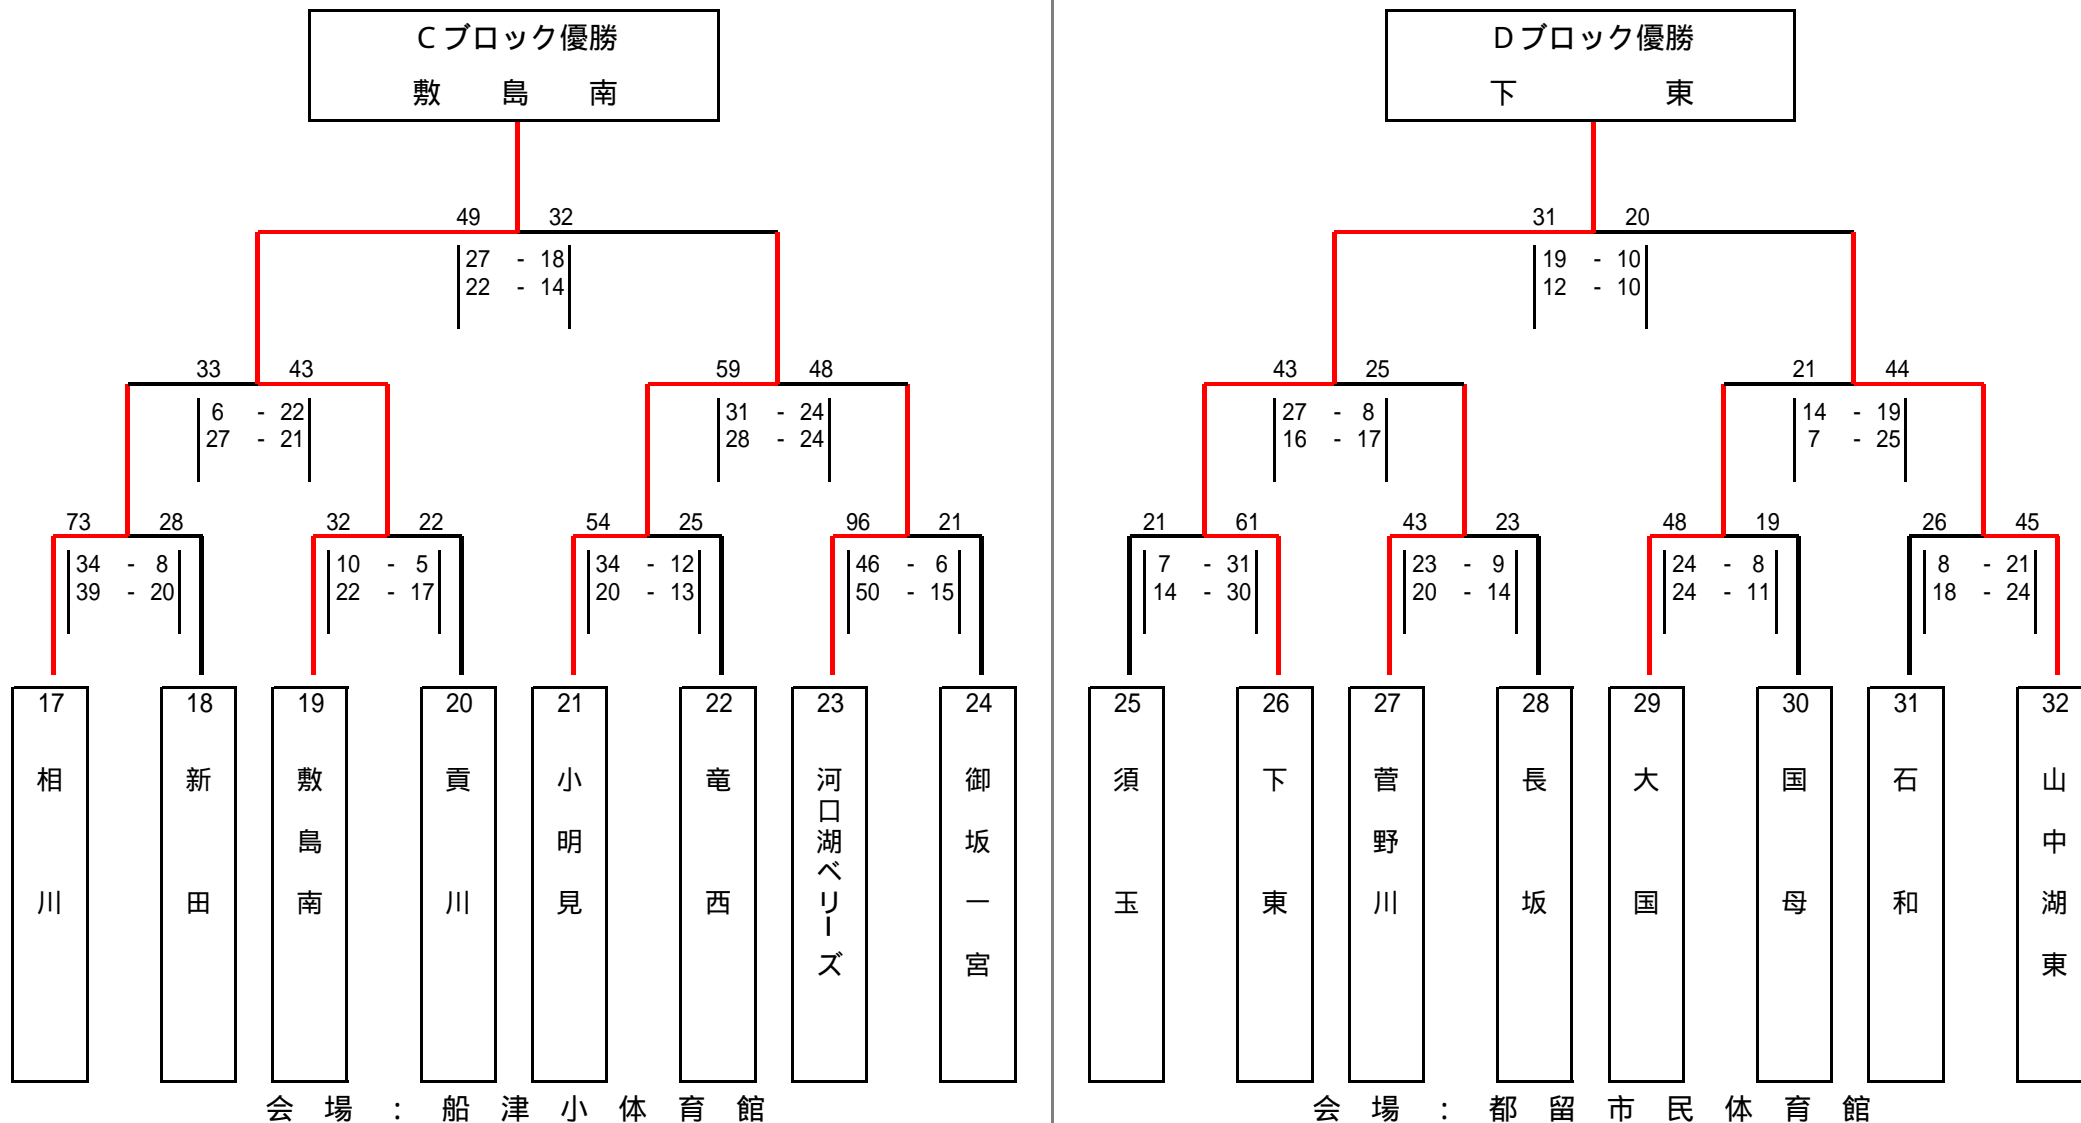 Cブロック優勝
敷島南
49 32
27 - 18
22 - 14
33 43
6 - 22
27 - 21
59 48
31 - 24
28 - 24
73 28
34 - 8
39 - 20
32 22
10 - 5
22 - 17
54 25
34 - 12
20 - 13
96 21
46 - 6
50 - 15
17
相川
18
新田
19
敷島南
20
貢川
21
小明見
22
竜西
23
河口湖ベリーズ
24
御坂一宮
会場：船津小体育館
Dブロック優勝
下東
31 20
19 - 10
12 - 10
43 25
27 - 8
16 - 17
21 44
14 - 19
7 - 25
21 61
7 - 31
14 - 30
43 23
23 - 9
20 - 14
48 19
24 - 8
24 - 11
26 45
8 - 21
18 - 24
25
須玉
26
下東
27
菅野川
28
長坂
29
大国
30
国母
31
石和
32
山中湖東
会場：都留市民体育館